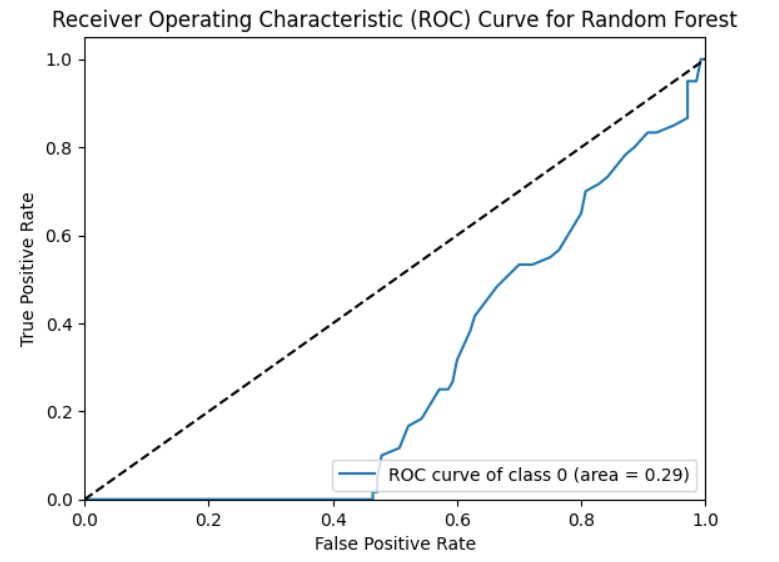 Receiver Operating Characteristic (ROC) Curve for Random Forest
1.0
0.8
0.6
0.4
0.2
0.0
True Positive Rate
ROC curve of class 0 (area = 0.29)
0.0 0.2 0.4 0.6 0.8 1.0
False Positive Rate